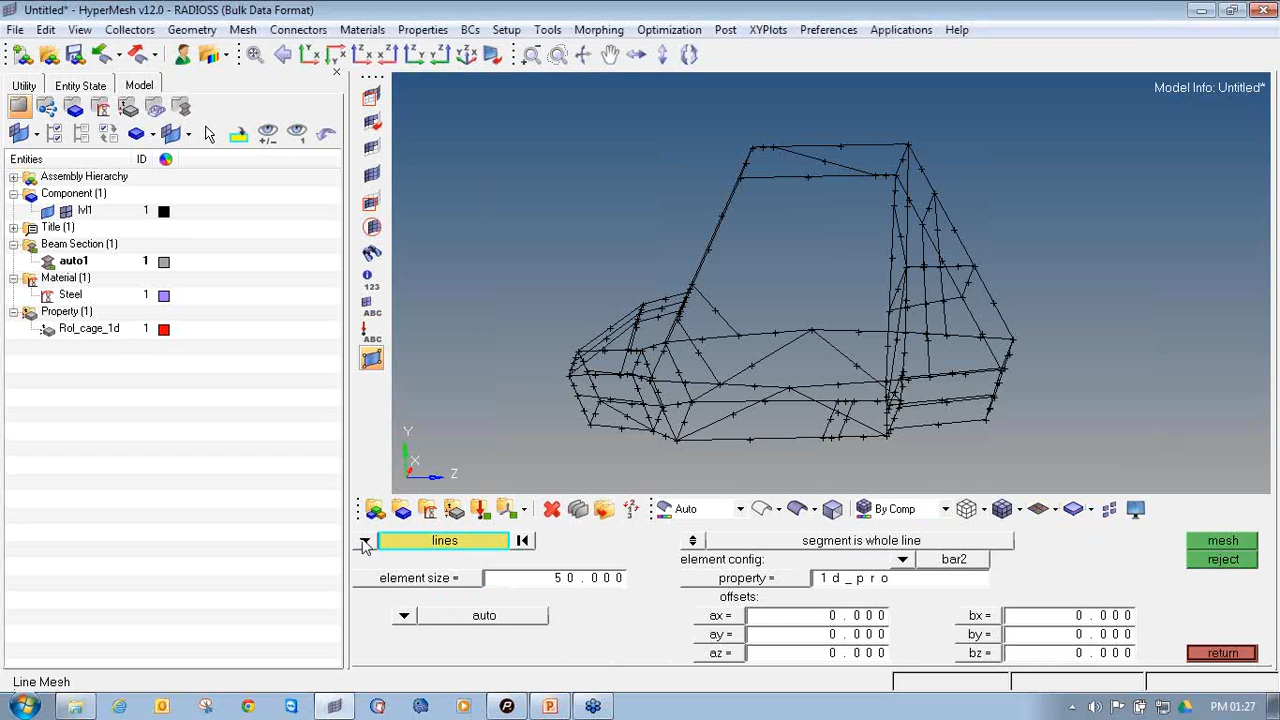 Untitled* - HyperMesh v12.0 - RADIOSS (Bulk Data Format)
File Edit View Collectors Geometry Mesh Connectors Materials Properties BCs Setup Tools Morphing Optimization Post XYPlots Preferences Applications Help
Utility Entity State Model
Entities ID
Assembly Hierarchy
Component (1)
lvl1 1
Title (1)
Beam Section (1)
auto1 1
Material (1)
Steel 1
Property (1)
Rol_cage_1d 1
123
ABC
ABC
Model Info: Untitled*
Y
X
Z
Auto
By Comp
lines
segment is whole line
mesh
element config:
bar2
reject
element size =
50.000
property =
1d_pro
offsets:
auto
ax = 0.000
bx = 0.000
ay = 0.000
by = 0.000
az = 0.000
bz = 0.000
return
Line Mesh
PM 01:27